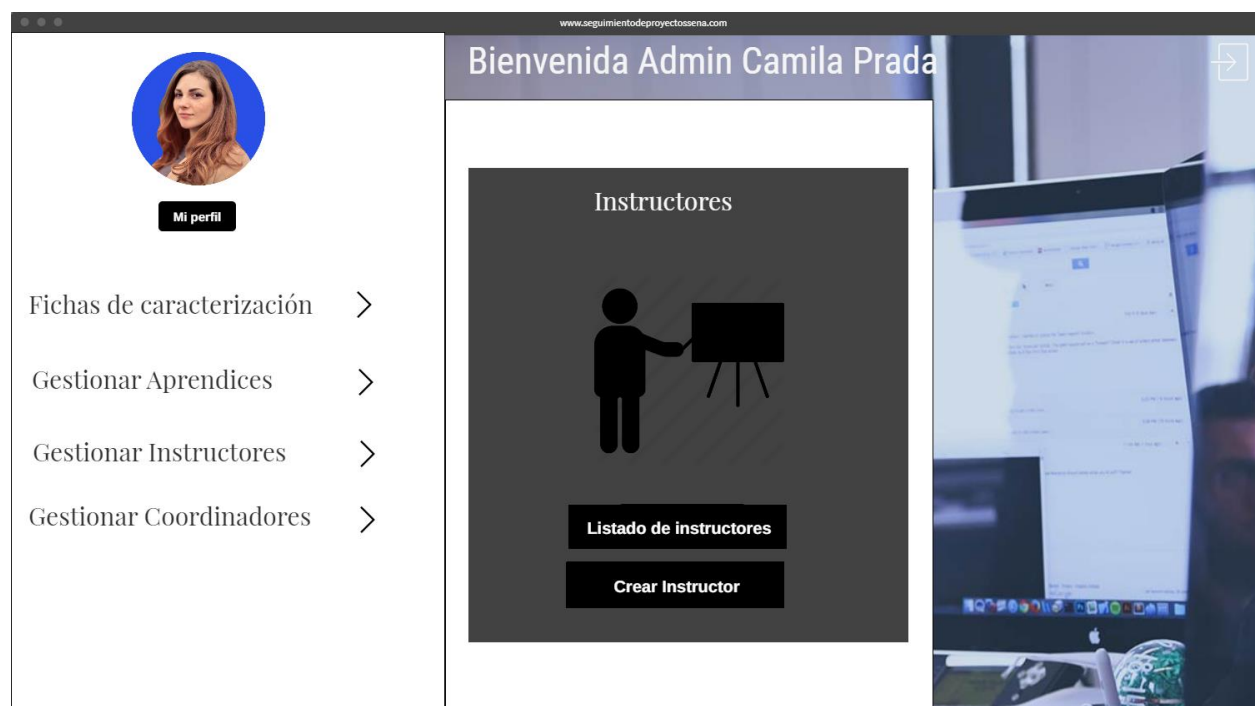 www.seguimientodeproyectossena.com
Bienvenida Admin Camila Prada
Mi perfil
Fichas de caracterización
Gestionar Aprendices
Gestionar Instructores
Gestionar Coordinadores
Instructores
Listado de instructores
Crear Instructor